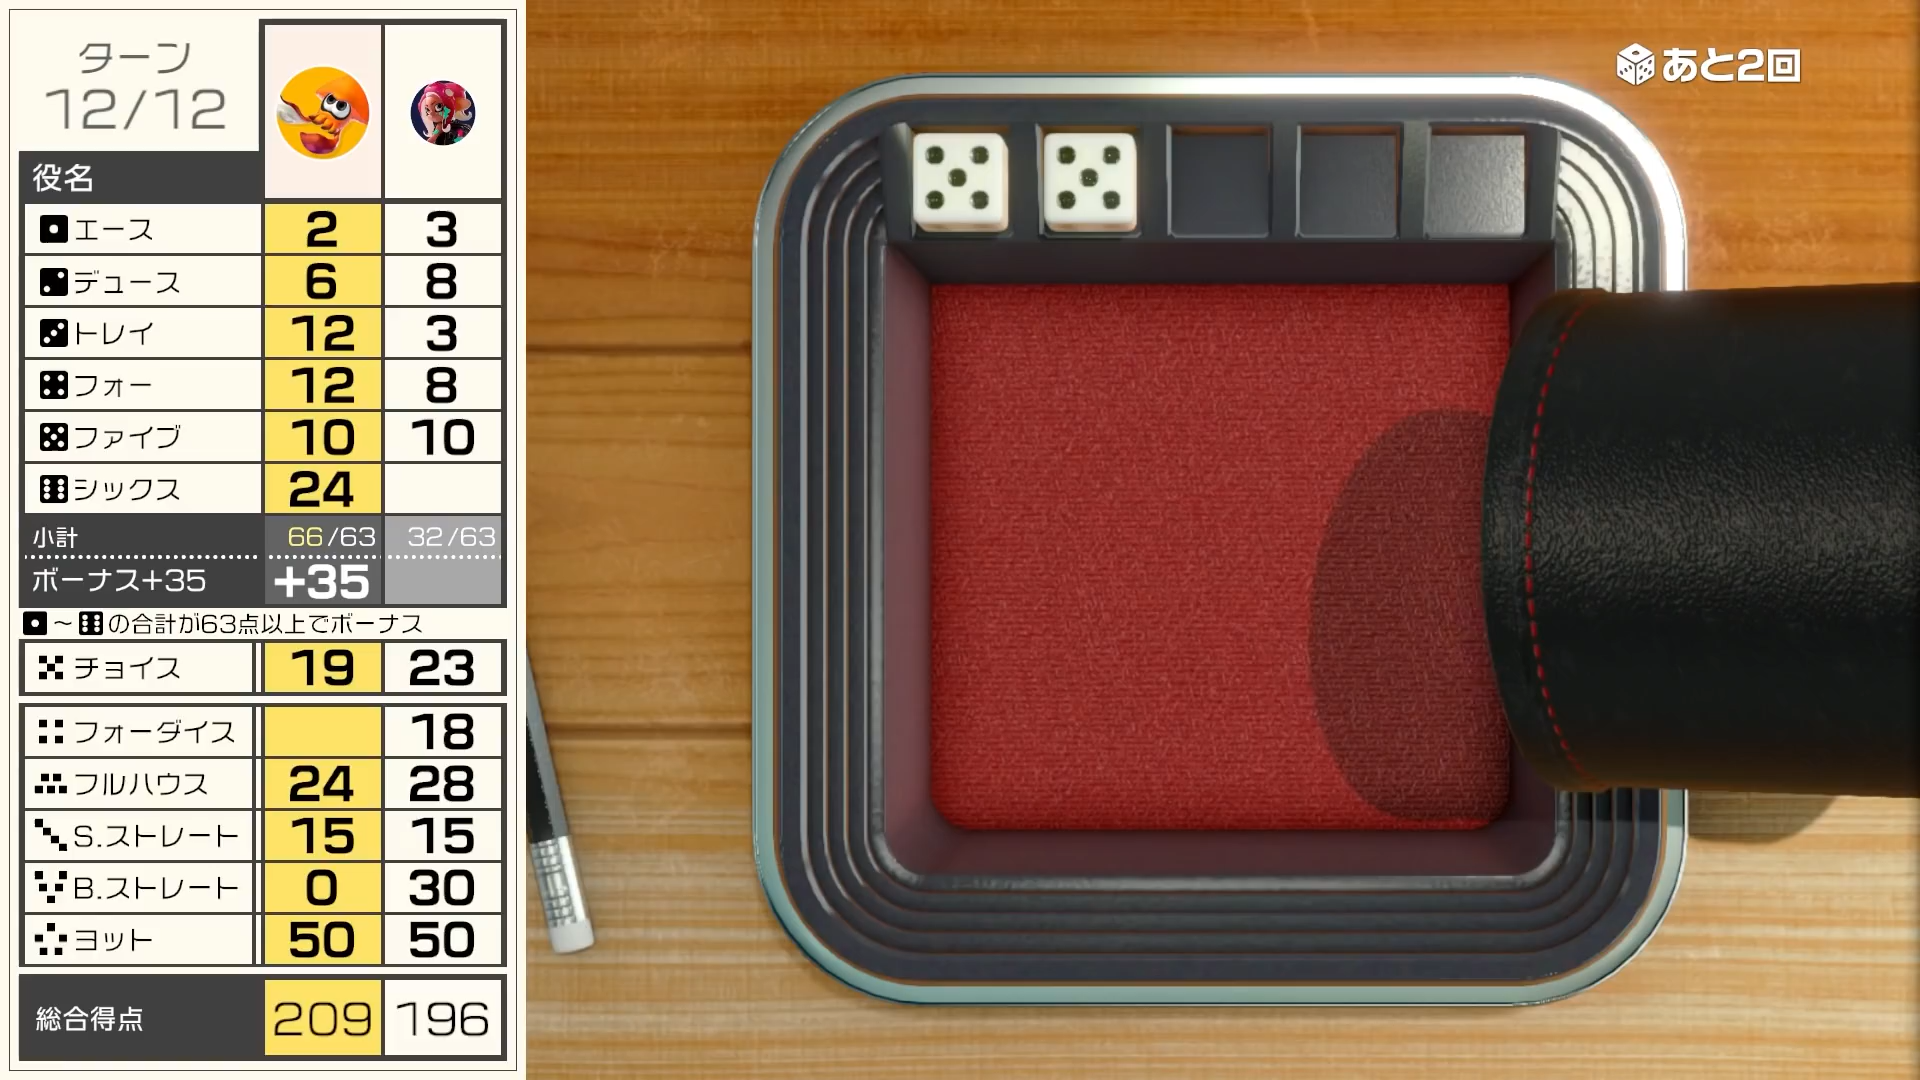 ターン
12/12
役名
エース 2 3
デュース 6 8
トレイ 12 3
フォー 12 8
ファイブ 10 10
シックス 24
小計 66/63 32/63
ボーナス+35 +35
~ の合計が63点以上でボーナス
チョイス 19 23
フォーダイス 18
フルハウス 24 28
S.ストレート 15 15
B.ストレート 0 30
ヨット 50 50
総合得点 209 196
あと2回